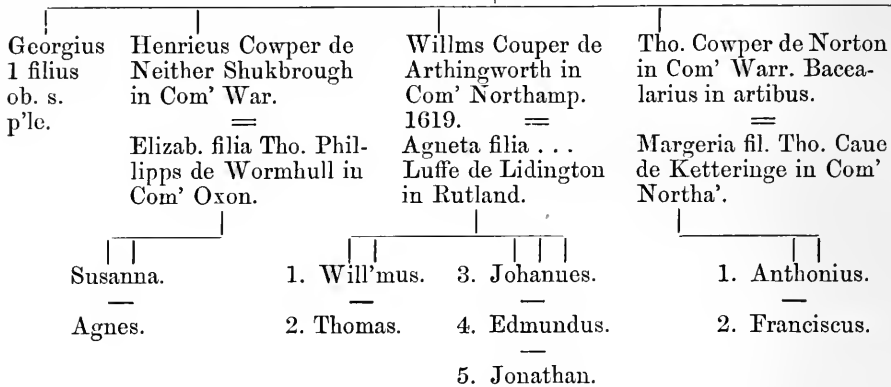 Georgius
1 filius
ob. s.
p'le.
Henricus Cowper de
Neither Shukbrough
in Com' War.
=
Elizab. filia Tho. Phil-
lipps de Wormhull in
Com' Oxon.
Willms Couper de
Arthingworth in
Com' Northamp.
1619. =
Agneta filia . . .
Luffe de Lidington
in Rutland.
Tho. Cowper de Norton
in Com' Warr. Bacca-
larius in artibus.
=
Margeria fil. Tho. Caue
de Ketteringe in Com'
Northa'.
Susanna.
Agnes.
1. Will'mus.
2. Thomas.
3. Johannes.
4. Edmundus.
5. Jonathan.
1. Anthonius.
2. Franciscus.